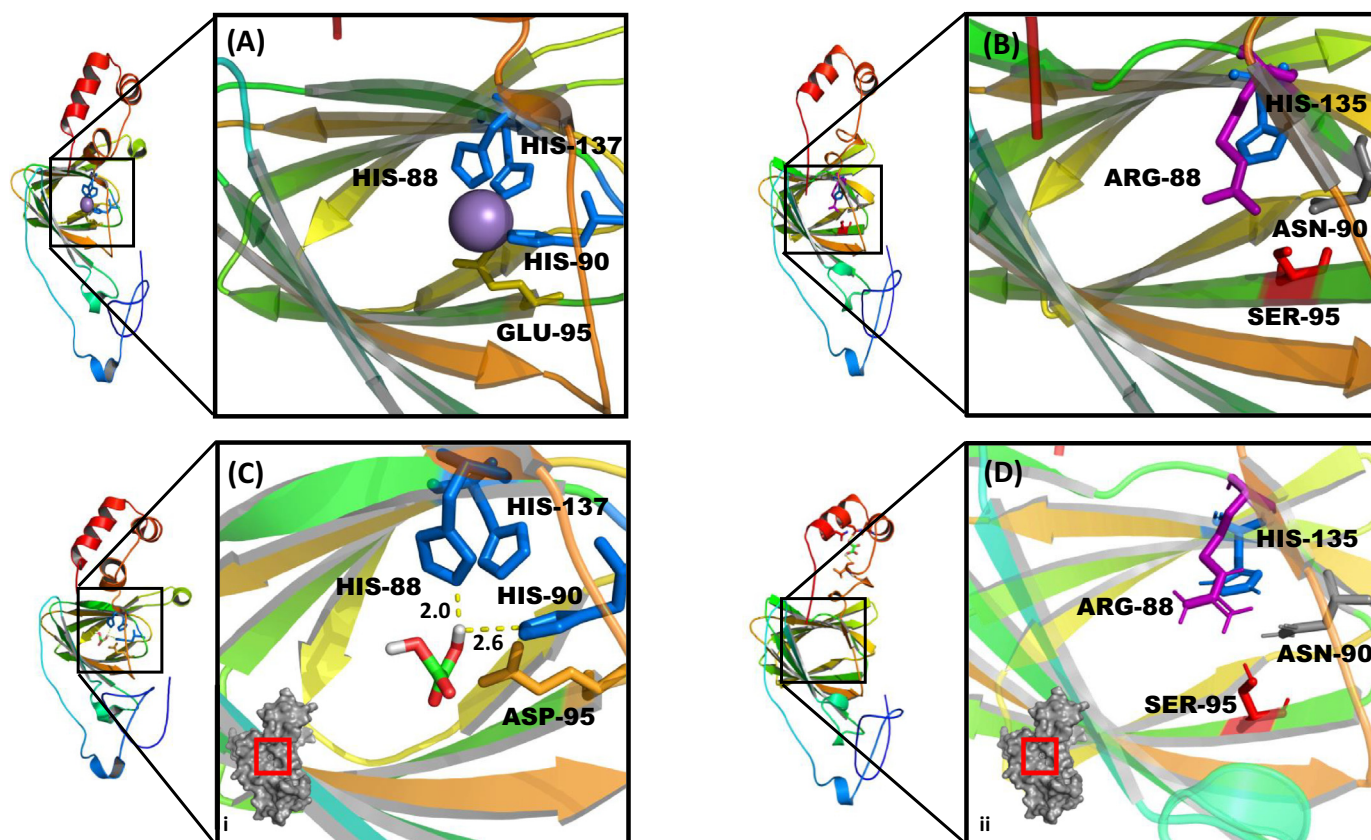 (A)
HIS-137
HIS-88
HIS-90
GLU-95
(B)
HIS-135
ARG-88
ASN-90
SER-95
(C)
HIS-137
HIS-88
HIS-90
2.0
2.6
ASP-95
i
(D)
HIS-135
ARG-88
ASN-90
SER-95
ii